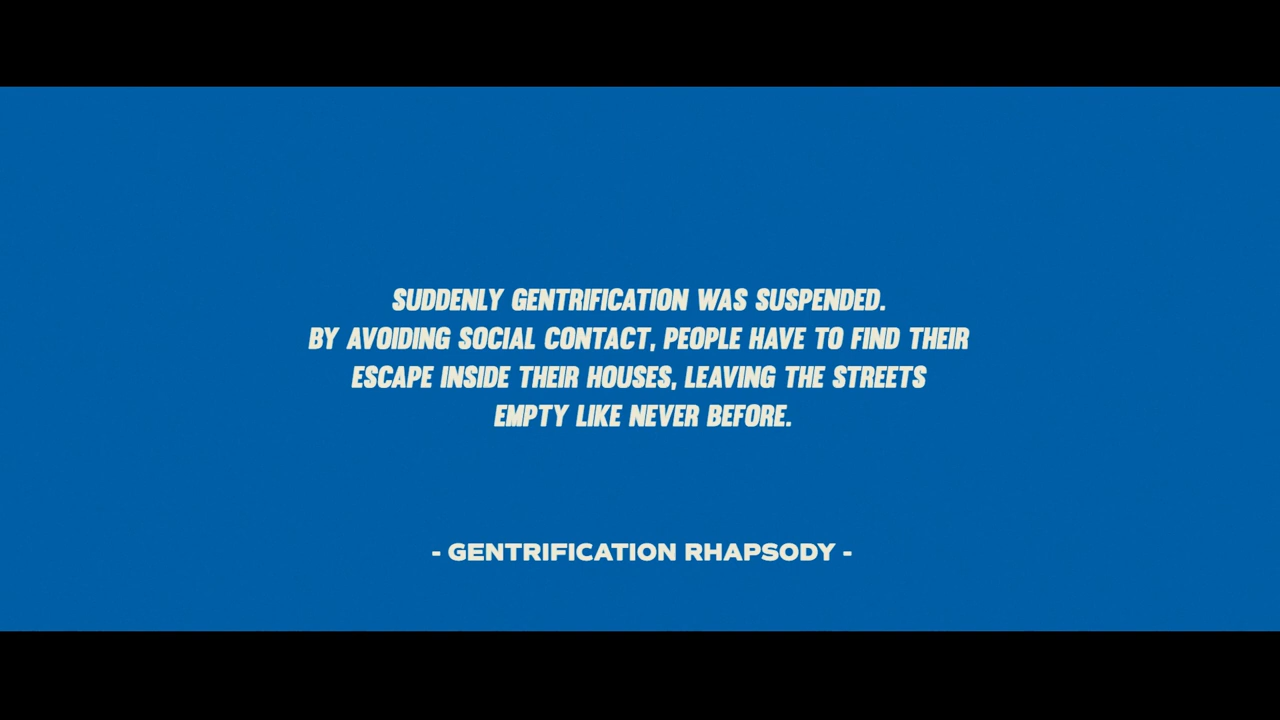 SUDDENLY GENTRIFICATION WAS SUSPENDED.
BY AVOIDING SOCIAL CONTACT, PEOPLE HAVE TO FIND THEIR
ESCAPE INSIDE THEIR HOUSES, LEAVING THE STREETS
EMPTY LIKE NEVER BEFORE.
- GENTRIFICATION RHAPSODY -